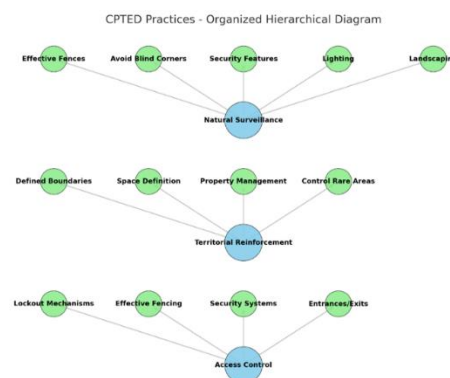 CPTED Practices - Organized Hierarchical Diagram
Effective Fences
Avoid Blind Corners
Security Features
Lighting
Landscapin
Natural Surveillance
Defined Boundaries
Space Definition
Property Management
Control Rare Areas
Territorial Reinforcement
Lockout Mechanisms
Effective Fencing
Security Systems
Entrances/Exits
Access Control